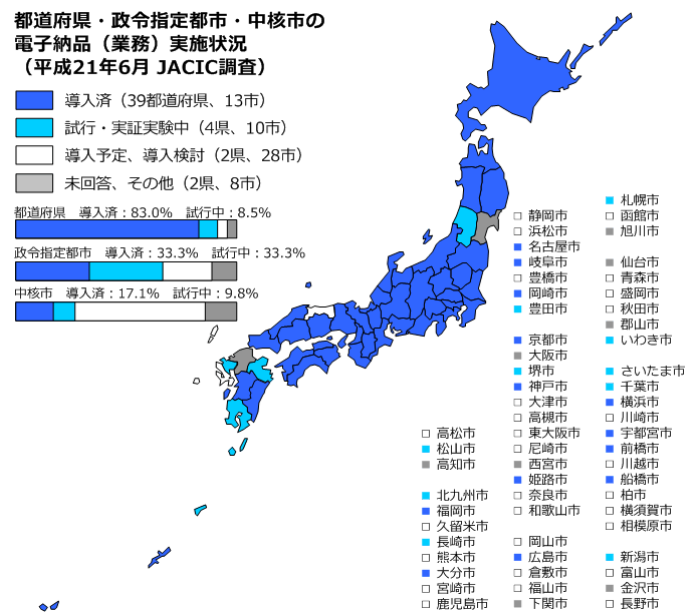 都道府県・政令指定都市・中核市の
電子納品（業務）実施状況
（平成21年6月 JACIC調査）
導入済（39都道府県、13市）
試行・実証実験中（4県、10市）
導入予定、導入検討（2県、28市）
未回答、その他（2県、8市）
都道府県 導入済：83.0% 試行中：8.5%
政令指定都市 導入済：33.3% 試行中：33.3%
中核市 導入済：17.1% 試行中：9.8%
高松市
松山市
高知市
北九州市
福岡市
久留米市
長崎市
熊本市
大分市
宮崎市
鹿児島市
静岡市
浜松市
名古屋市
岐阜市
豊橋市
岡崎市
豊田市
京都市
大阪市
堺市
神戸市
大津市
高槻市
東大阪市
尼崎市
西宮市
姫路市
奈良市
和歌山市
岡山市
広島市
倉敷市
福山市
下関市
札幌市
函館市
旭川市
仙台市
青森市
盛岡市
秋田市
郡山市
いわき市
さいたま市
千葉市
横浜市
川崎市
宇都宮市
前橋市
川越市
船橋市
柏市
横須賀市
相模原市
新潟市
富山市
金沢市
長野市